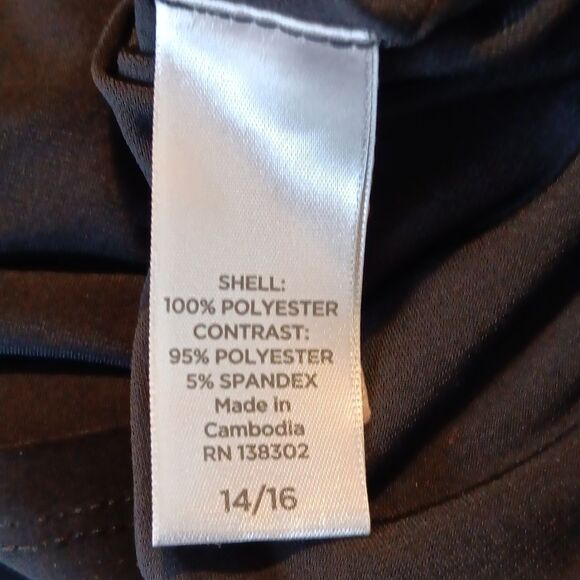 SHELL:
100% POLYESTER
CONTRAST:
95% POLYESTER
5% SPANDEX
Made in
Cambodia
RN 138302
14/16